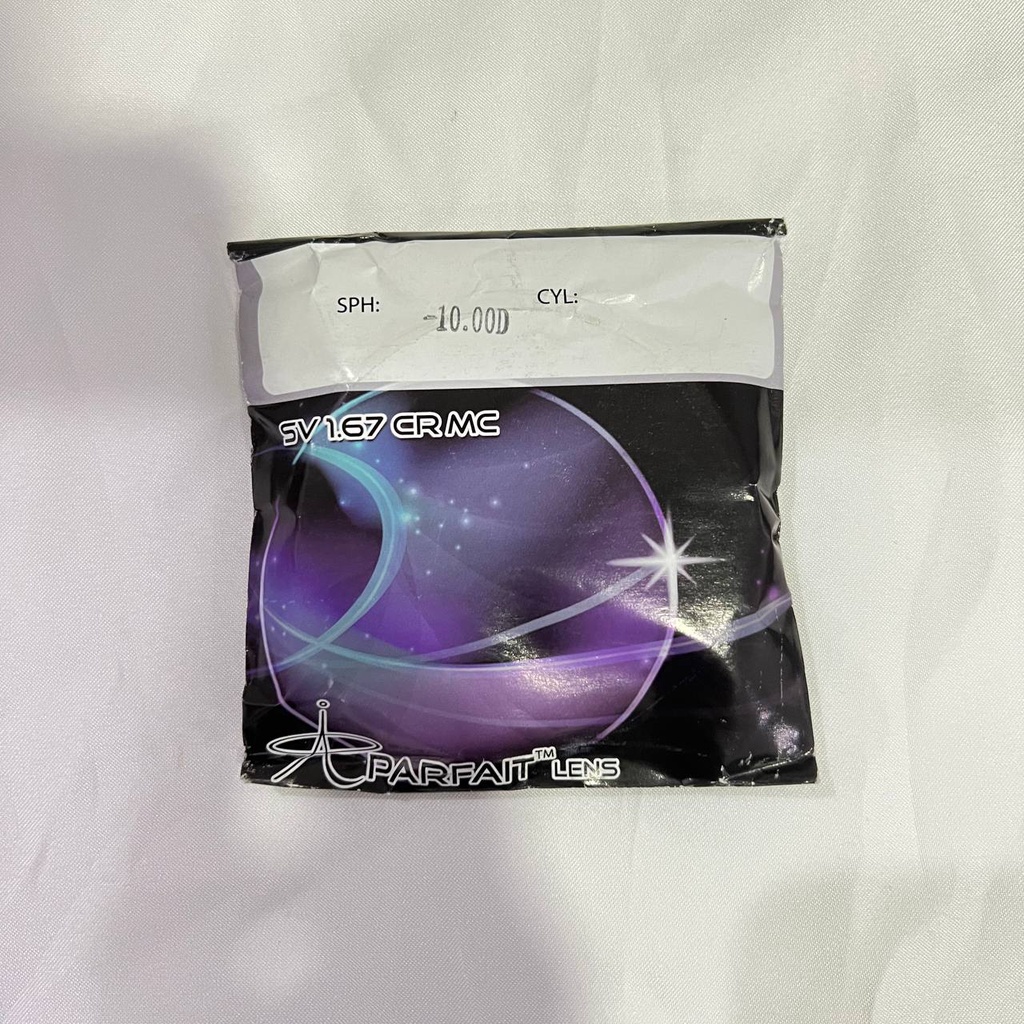 SPH: CYL:
-10.00D
SV 1.67 CR MC
PARFAIT™ LENS